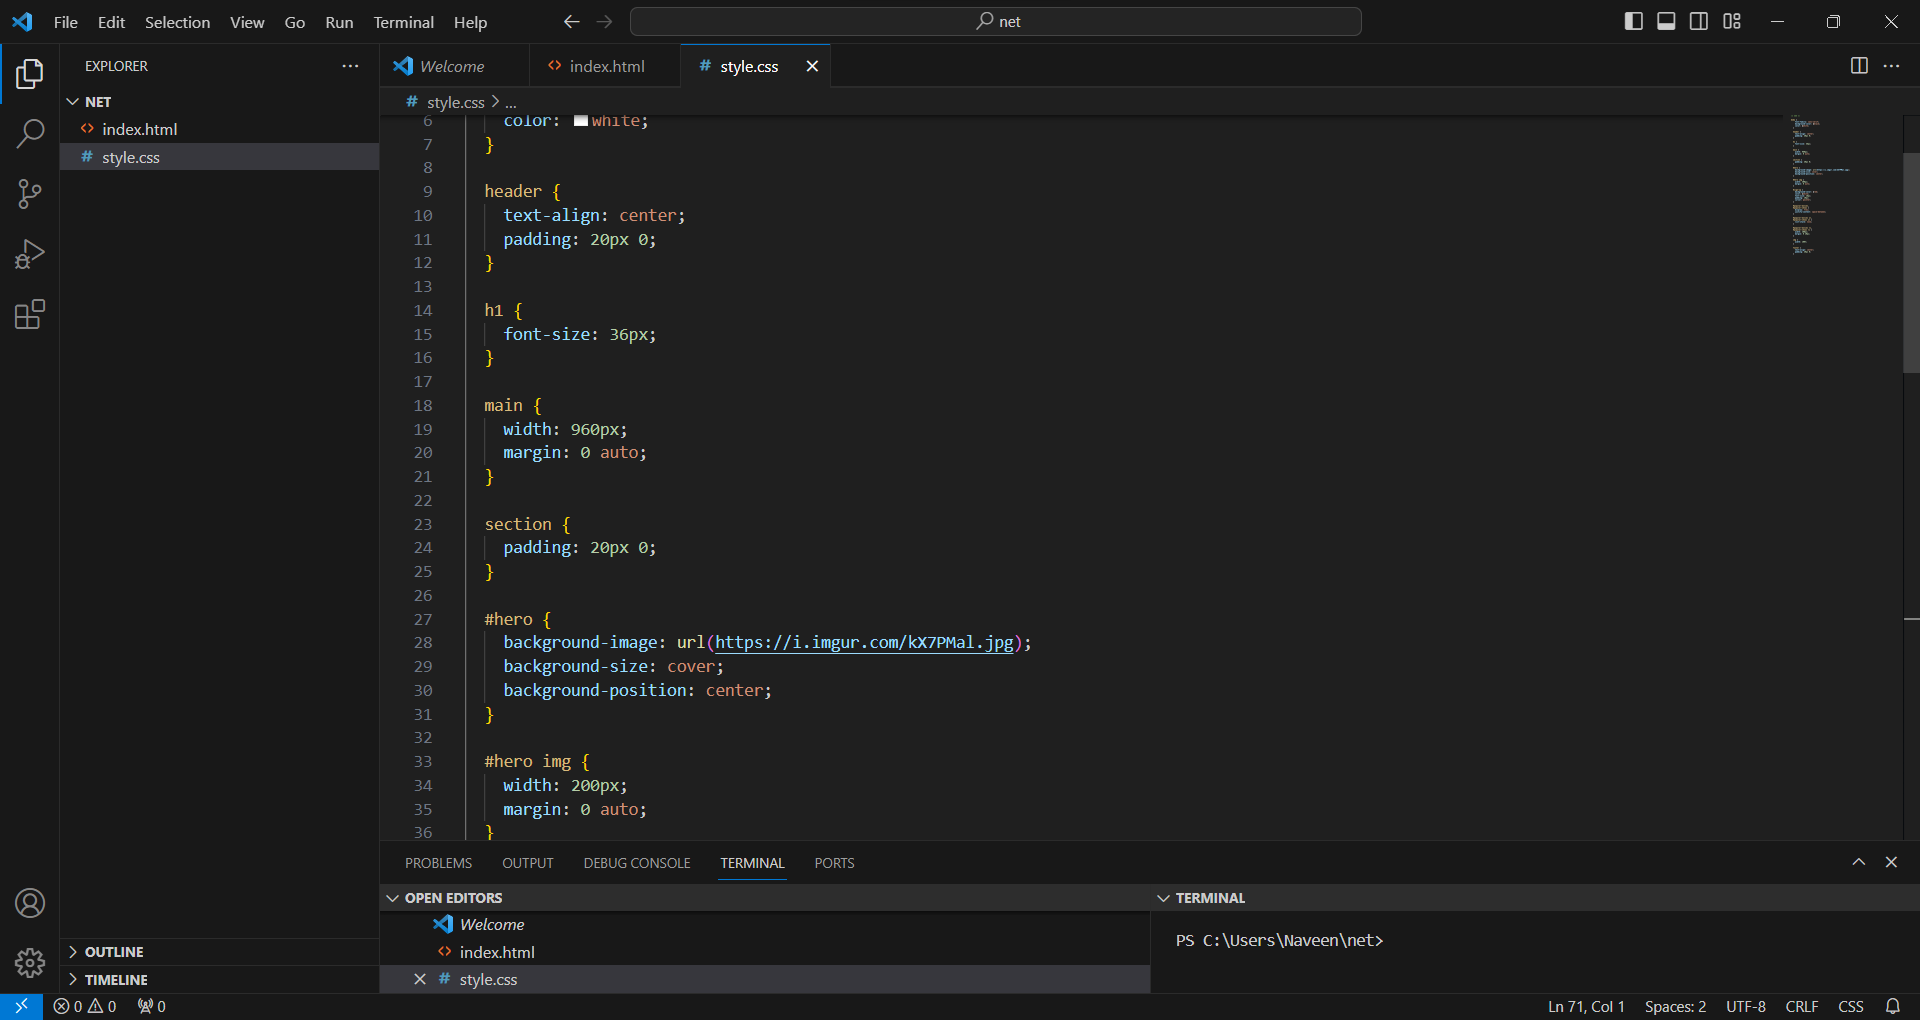 File Edit Selection View Go Run Terminal Help
net
EXPLORER
NET
index.html
style.css
OUTLINE
TIMELINE
Welcome
index.html
style.css
# style.css > ...
6 color: white;
7 }
8
9 header {
10 text-align: center;
11 padding: 20px 0;
12 }
13
14 h1 {
15 font-size: 36px;
16 }
17
18 main {
19 width: 960px;
20 margin: 0 auto;
21 }
22
23 section {
24 padding: 20px 0;
25 }
26
27 #hero {
28 background-image: url(https://i.imgur.com/kX7PMal.jpg);
29 background-size: cover;
30 background-position: center;
31 }
32
33 #hero img {
34 width: 200px;
35 margin: 0 auto;
36 }
PROBLEMS OUTPUT DEBUG CONSOLE TERMINAL PORTS
OPEN EDITORS
Welcome
index.html
style.css
TERMINAL
PS C:\Users\Naveen\net>
0 0 0
Ln 71, Col 1 Spaces: 2 UTF-8 CRLF CSS